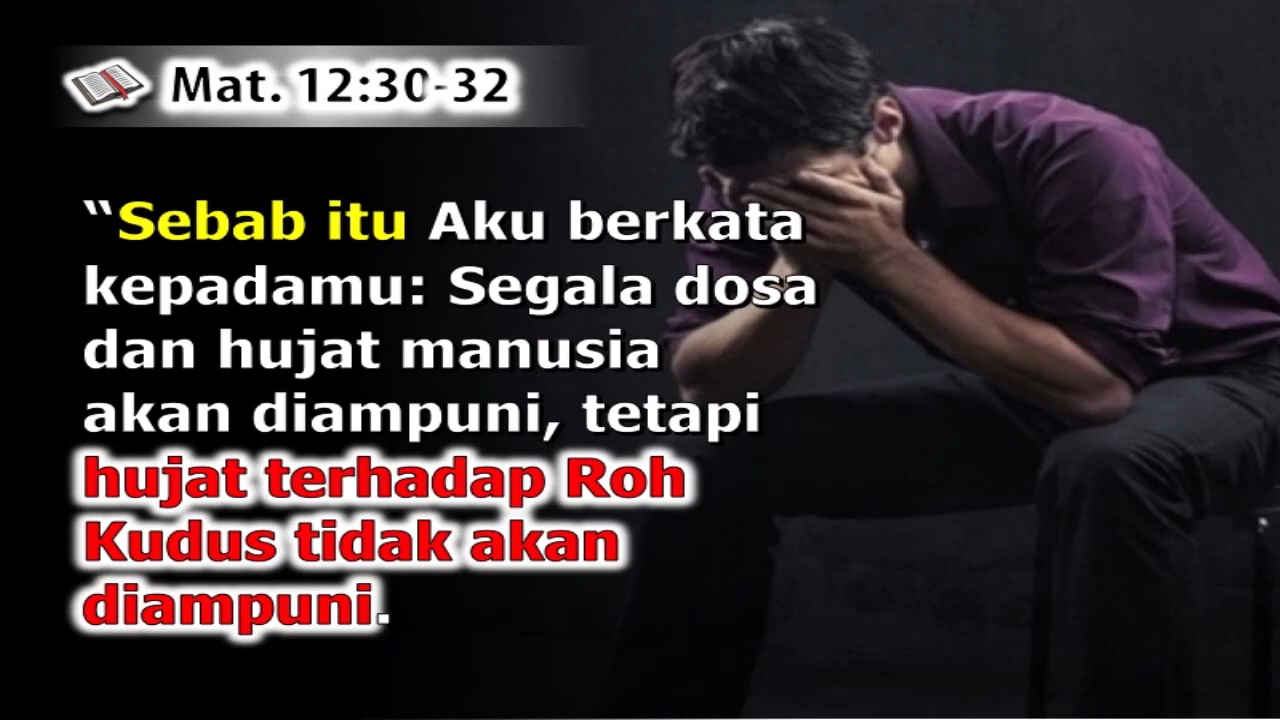 Mat. 12:30-32
“Sebab itu Aku berkata
kepadamu: Segala dosa
dan hujat manusia
akan diampuni, tetapi
hujat terhadap Roh
Kudus tidak akan
diampuni.